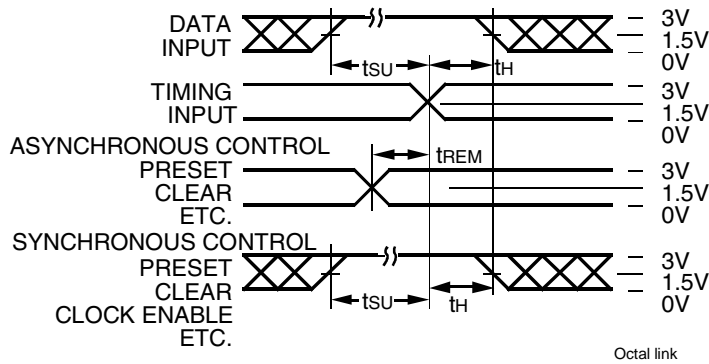 DATA
INPUT
3V
1.5V
0V
tSU
tH
TIMING
INPUT
3V
1.5V
0V
ASYNCHRONOUS CONTROL
PRESET
CLEAR
ETC.
tREM
3V
1.5V
0V
SYNCHRONOUS CONTROL
PRESET
CLEAR
CLOCK ENABLE
ETC.
tSU
tH
3V
1.5V
0V
Octal link